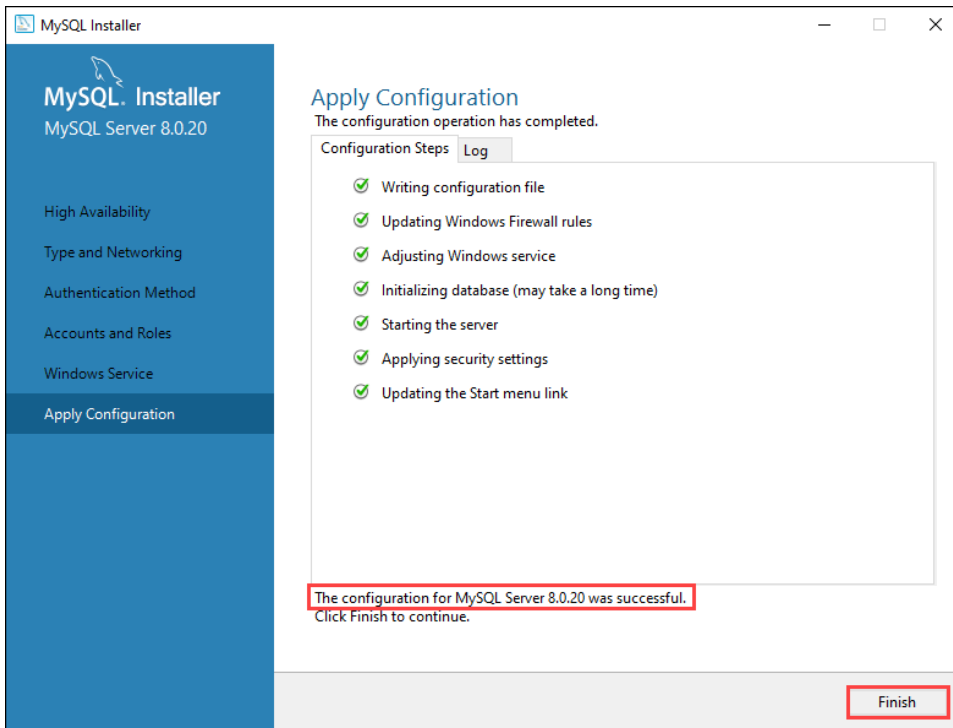 MySQL Installer
MySQL. Installer
MySQL Server 8.0.20
High Availability
Type and Networking
Authentication Method
Accounts and Roles
Windows Service
Apply Configuration
Apply Configuration
The configuration operation has completed.
Configuration Steps Log
Writing configuration file
Updating Windows Firewall rules
Adjusting Windows service
Initializing database (may take a long time)
Starting the server
Applying security settings
Updating the Start menu link
The configuration for MySQL Server 8.0.20 was successful.
Click Finish to continue.
Finish